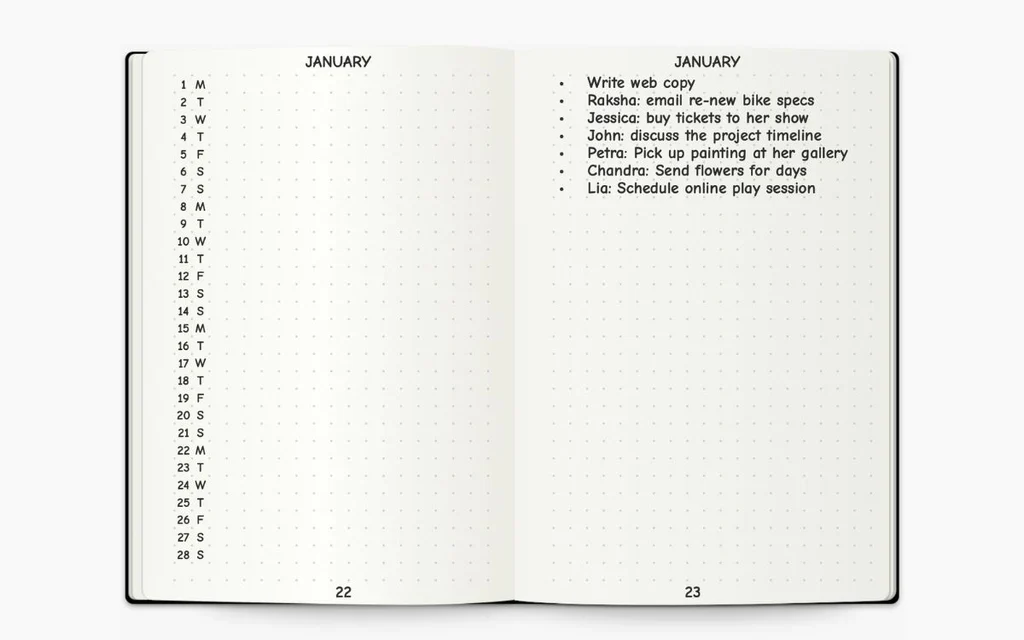 JANUARY
1 M
2 T
3 W
4 T
5 F
6 S
7 S
8 M
9 T
10 W
11 T
12 F
13 S
14 S
15 M
16 T
17 W
18 T
19 F
20 S
21 S
22 M
23 T
24 W
25 T
26 F
27 S
28 S
22
JANUARY
• Write web copy
• Raksha: email re-new bike specs
• Jessica: buy tickets to her show
• John: discuss the project timeline
• Petra: Pick up painting at her gallery
• Chandra: Send flowers for days
• Lia: Schedule online play session
23